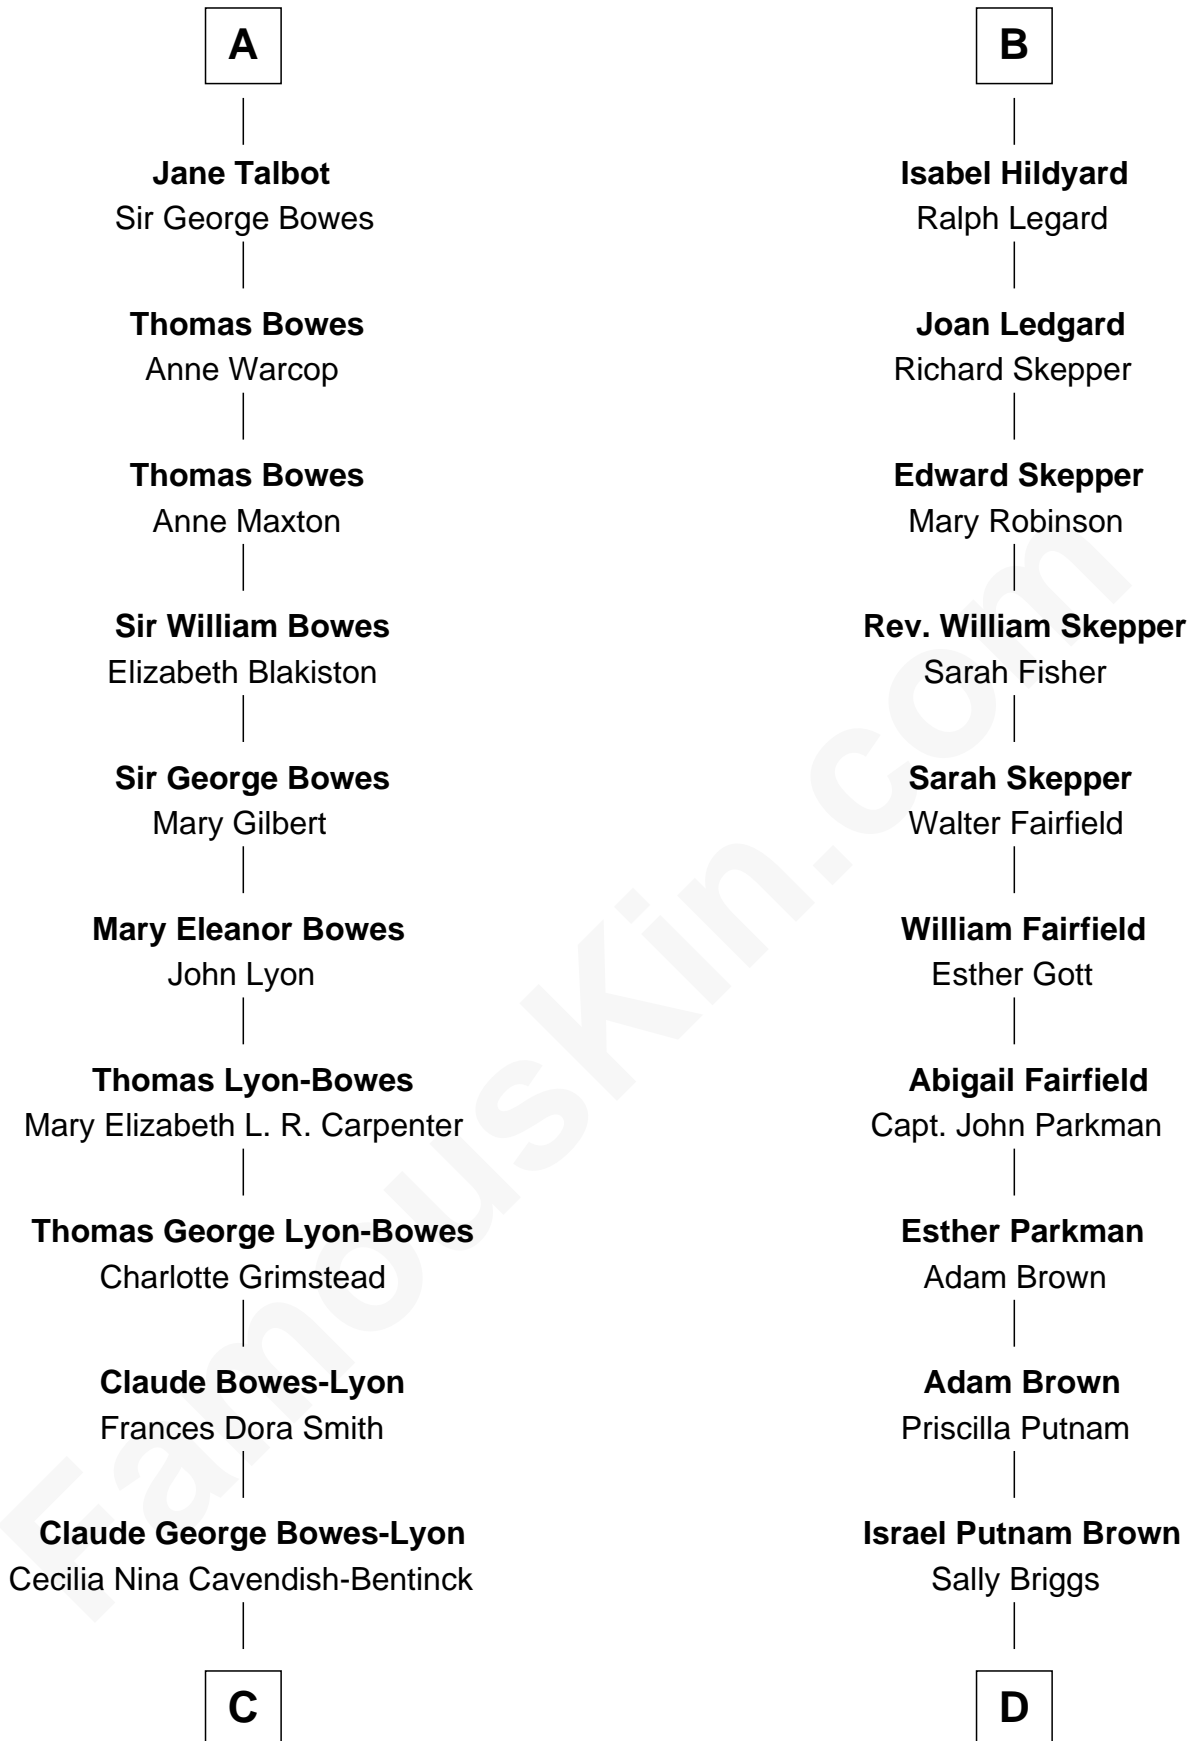 A
Jane Talbot
Sir George Bowes
Thomas Bowes
Anne Warcop
Thomas Bowes
Anne Maxton
Sir William Bowes
Elizabeth Blakiston
Sir George Bowes
Mary Gilbert
Mary Eleanor Bowes
John Lyon
Thomas Lyon-Bowes
Mary Elizabeth L. R. Carpenter
Thomas George Lyon-Bowes
Charlotte Grimstead
Claude Bowes-Lyon
Frances Dora Smith
Claude George Bowes-Lyon
Cecilia Nina Cavendish-Bentinck
C
B
Isabel Hildyard
Ralph Legard
Joan Ledgard
Richard Skepper
Edward Skepper
Mary Robinson
Rev. William Skepper
Sarah Fisher
Sarah Skepper
Walter Fairfield
William Fairfield
Esther Gott
Abigail Fairfield
Capt. John Parkman
Esther Parkman
Adam Brown
Adam Brown
Priscilla Putnam
Israel Putnam Brown
Sally Briggs
D
FamousKin.com